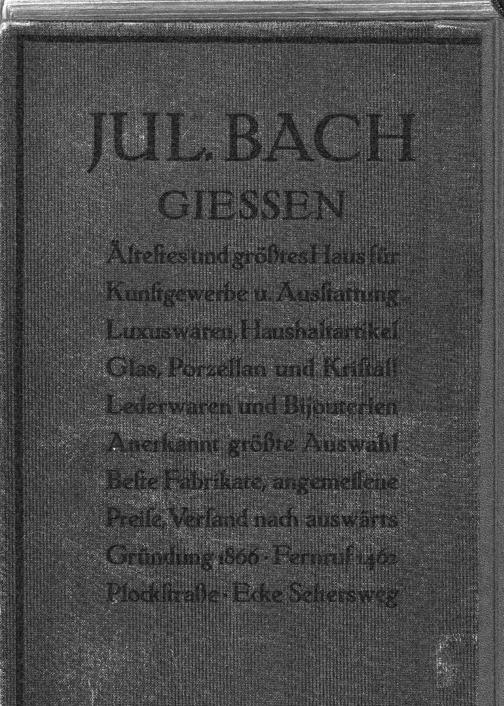 JUL. BACH
GIESSEN
Älteſtes und größtes Haus für
Kunſtgewerbe u. Ausſtattung
Luxuswaren, Haushaltartikel
Glas, Porzellan und Kriſtall
Lederwaren und Bijouterien
Anerkannt größte Auswahl
Beſte Fabrikate, angemeſſene
Preiſe, Verſand nach auswärts
Gründung 1866 · Fernruf 1462
Plockſtraße · Ecke Seltersweg